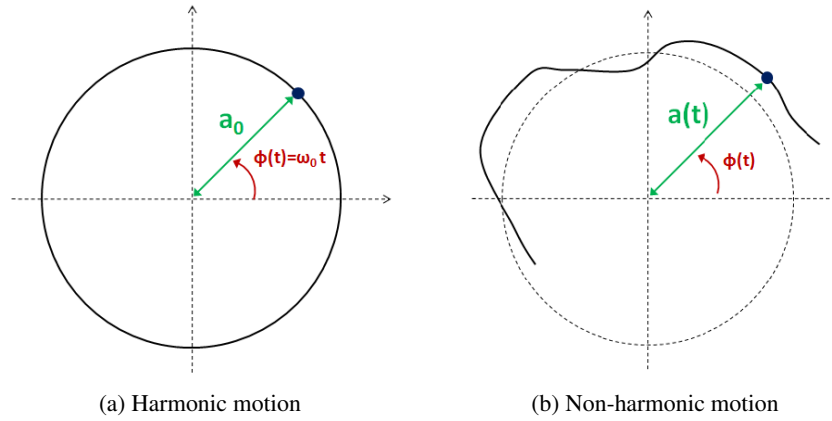 a₀
ϕ(t)=ω₀ t
a(t)
ϕ(t)
(a) Harmonic motion
(b) Non-harmonic motion